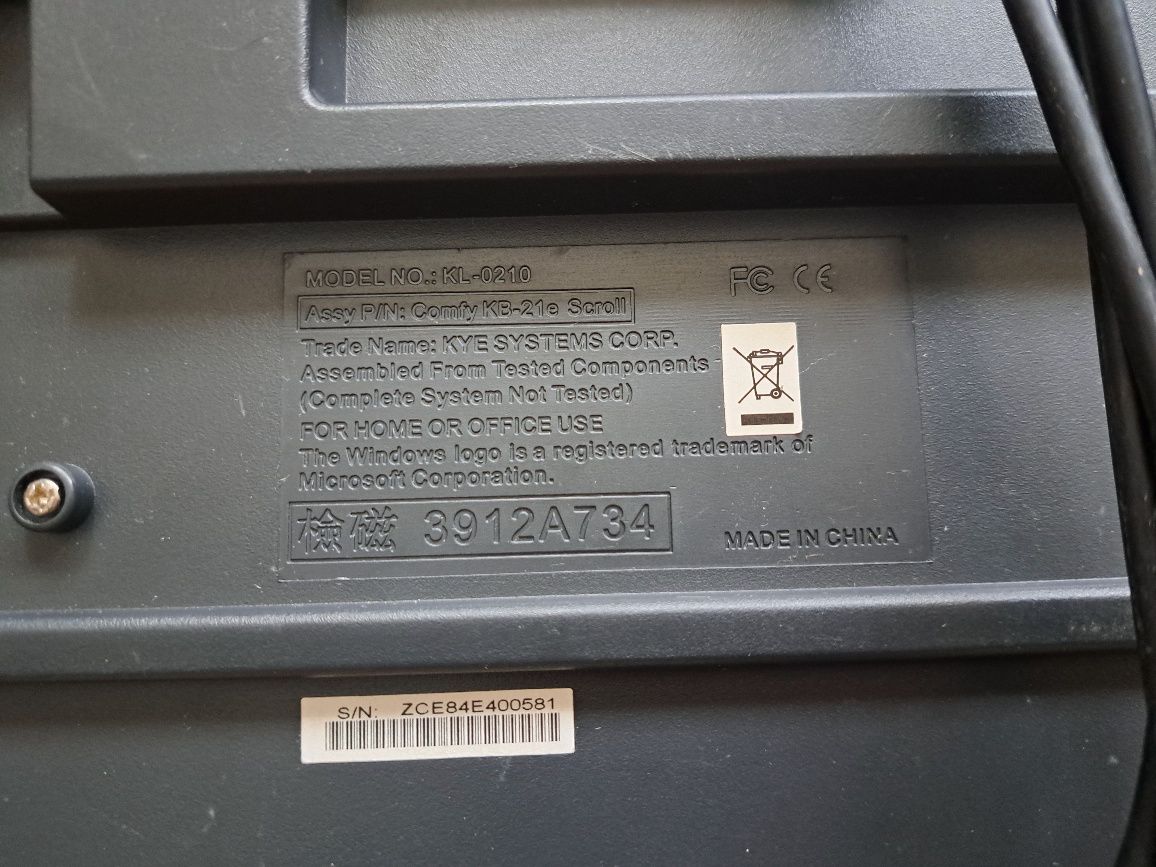 MODEL NO.: KL-0210
FC CE
Assy P/N: Comfy KB-21e Scroll
Trade Name: KYE SYSTEMS CORP.
Assembled From Tested Components
(Complete System Not Tested)
FOR HOME OR OFFICE USE
The Windows logo is a registered trademark of
Microsoft Corporation.
檢磁 3912A734
MADE IN CHINA
S/N: ZCE84E400581